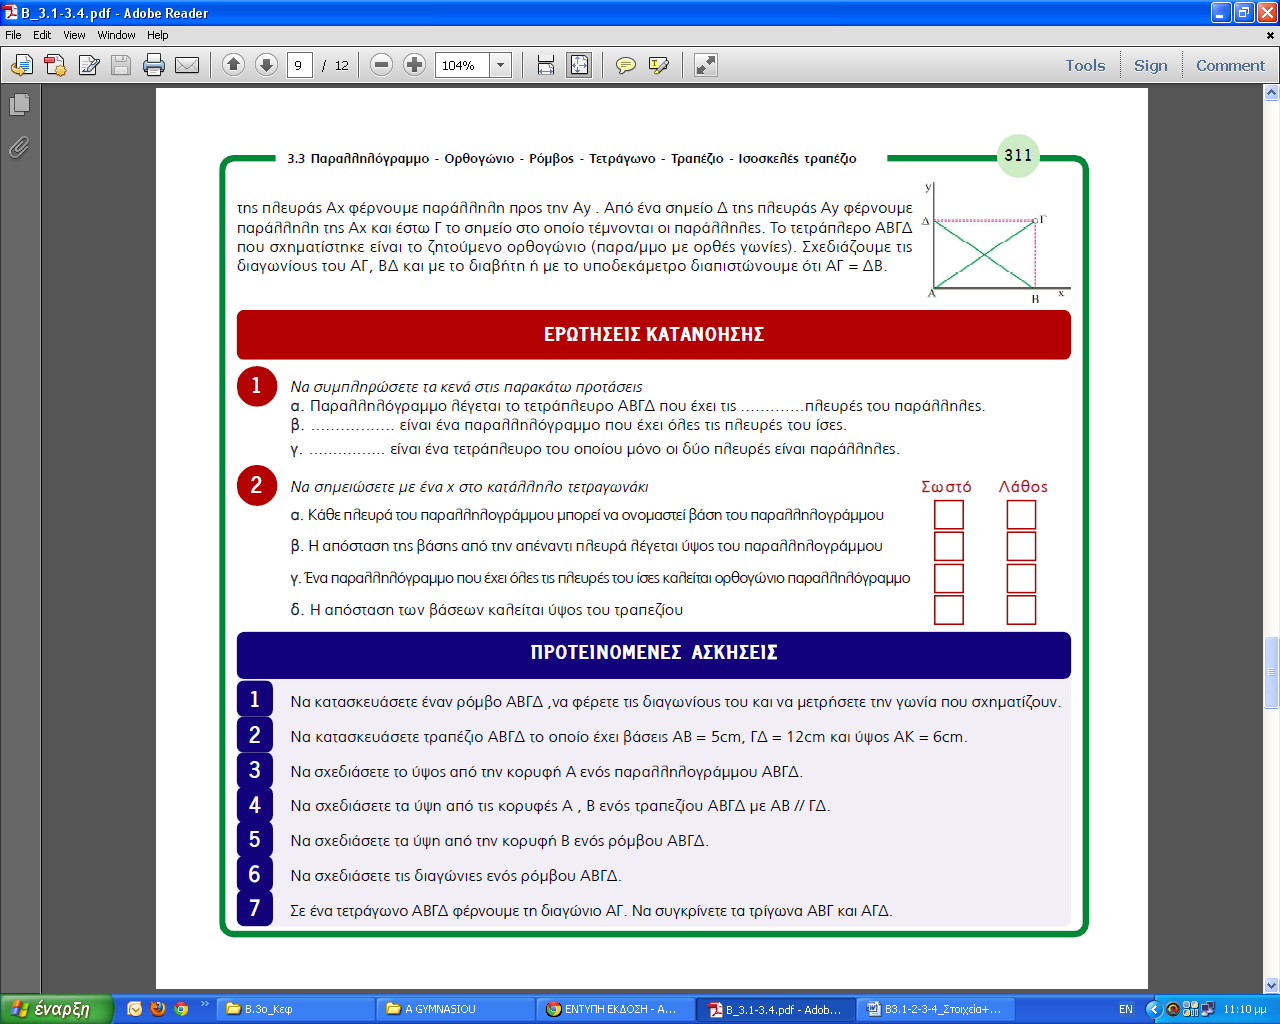 B_3.1-3.4.pdf - Adobe Reader
File Edit View Window Help
9 / 12 104% Tools Sign Comment
3.3 Παραλληλόγραμμο - Ορθογώνιο - Ρόμβος - Τετράγωνο - Τραπέζιο - Ισοσκελές τραπέζιο
311
της πλευράς Αx φέρνουμε παράλληλη προς την Αy . Από ένα σημείο Δ της πλευράς Αy φέρνουμε
παράλληλη της Αx και έστω Γ το σημείο στο οποίο τέμνονται οι παράλληλες. Το τετράπλερο ΑΒΓΔ
που σχηματίστηκε είναι το ζητούμενο ορθογώνιο (παρα/μμο με ορθές γωνίες). Σχεδιάζουμε τις
διαγωνίους του ΑΓ, ΒΔ και με το διαβήτη ή με το υποδεκάμετρο διαπιστώνουμε ότι ΑΓ = ΔΒ.
y
Δ Γ
A B x
ΕΡΩΤΗΣΕΙΣ ΚΑΤΑΝΟΗΣΗΣ
1 Να συμπληρώσετε τα κενά στις παρακάτω προτάσεις
α. Παραλληλόγραμμο λέγεται το τετράπλευρο ΑΒΓΔ που έχει τις .............πλευρές του παράλληλες.
β. ................. είναι ένα παραλληλόγραμμο που έχει όλες τις πλευρές του ίσες.
γ. ................ είναι ένα τετράπλευρο του οποίου μόνο οι δύο πλευρές είναι παράλληλες.
2 Να σημειώσετε με ένα x στο κατάλληλο τετραγωνάκι Σωστό Λάθος
α. Κάθε πλευρά του παραλληλογράμμου μπορεί να ονομαστεί βάση του παραλληλογράμμου
β. Η απόσταση της βάσης από την απέναντι πλευρά λέγεται ύψος του παραλληλογράμμου
γ. Ένα παραλληλόγραμμο που έχει όλες τις πλευρές του ίσες καλείται ορθογώνιο παραλληλόγραμμο
δ. Η απόσταση των βάσεων καλείται ύψος του τραπεζίου
ΠΡΟΤΕΙΝΟΜΕΝΕΣ ΑΣΚΗΣΕΙΣ
1 Να κατασκευάσετε έναν ρόμβο ΑΒΓΔ ,να φέρετε τις διαγωνίους του και να μετρήσετε την γωνία που σχηματίζουν.
2 Να κατασκευάσετε τραπέζιο ΑΒΓΔ το οποίο έχει βάσεις ΑΒ = 5cm, ΓΔ = 12cm και ύψος ΑΚ = 6cm.
3 Να σχεδιάσετε το ύψος από την κορυφή Α ενός παραλληλογράμμου ΑΒΓΔ.
4 Να σχεδιάσετε τα ύψη από τις κορυφές Α , Β ενός τραπεζίου ΑΒΓΔ με ΑΒ // ΓΔ.
5 Να σχεδιάσετε τα ύψη από την κορυφή Β ενός ρόμβου ΑΒΓΔ.
6 Να σχεδιάσετε τις διαγώνιες ενός ρόμβου ΑΒΓΔ.
7 Σε ένα τετράγωνο ΑΒΓΔ φέρνουμε τη διαγώνιο ΑΓ. Να συγκρίνετε τα τρίγωνα ΑΒΓ και ΑΓΔ.
έναρξη » B.3o_Κεφ A GYMNASIOU ΕΝΤΥΠΗ ΕΚΔΟΣΗ - Α... B_3.1-3.4.pdf - Adob... B3.1-2-3-4_Στοιχεία+... EN 11:10 μμ